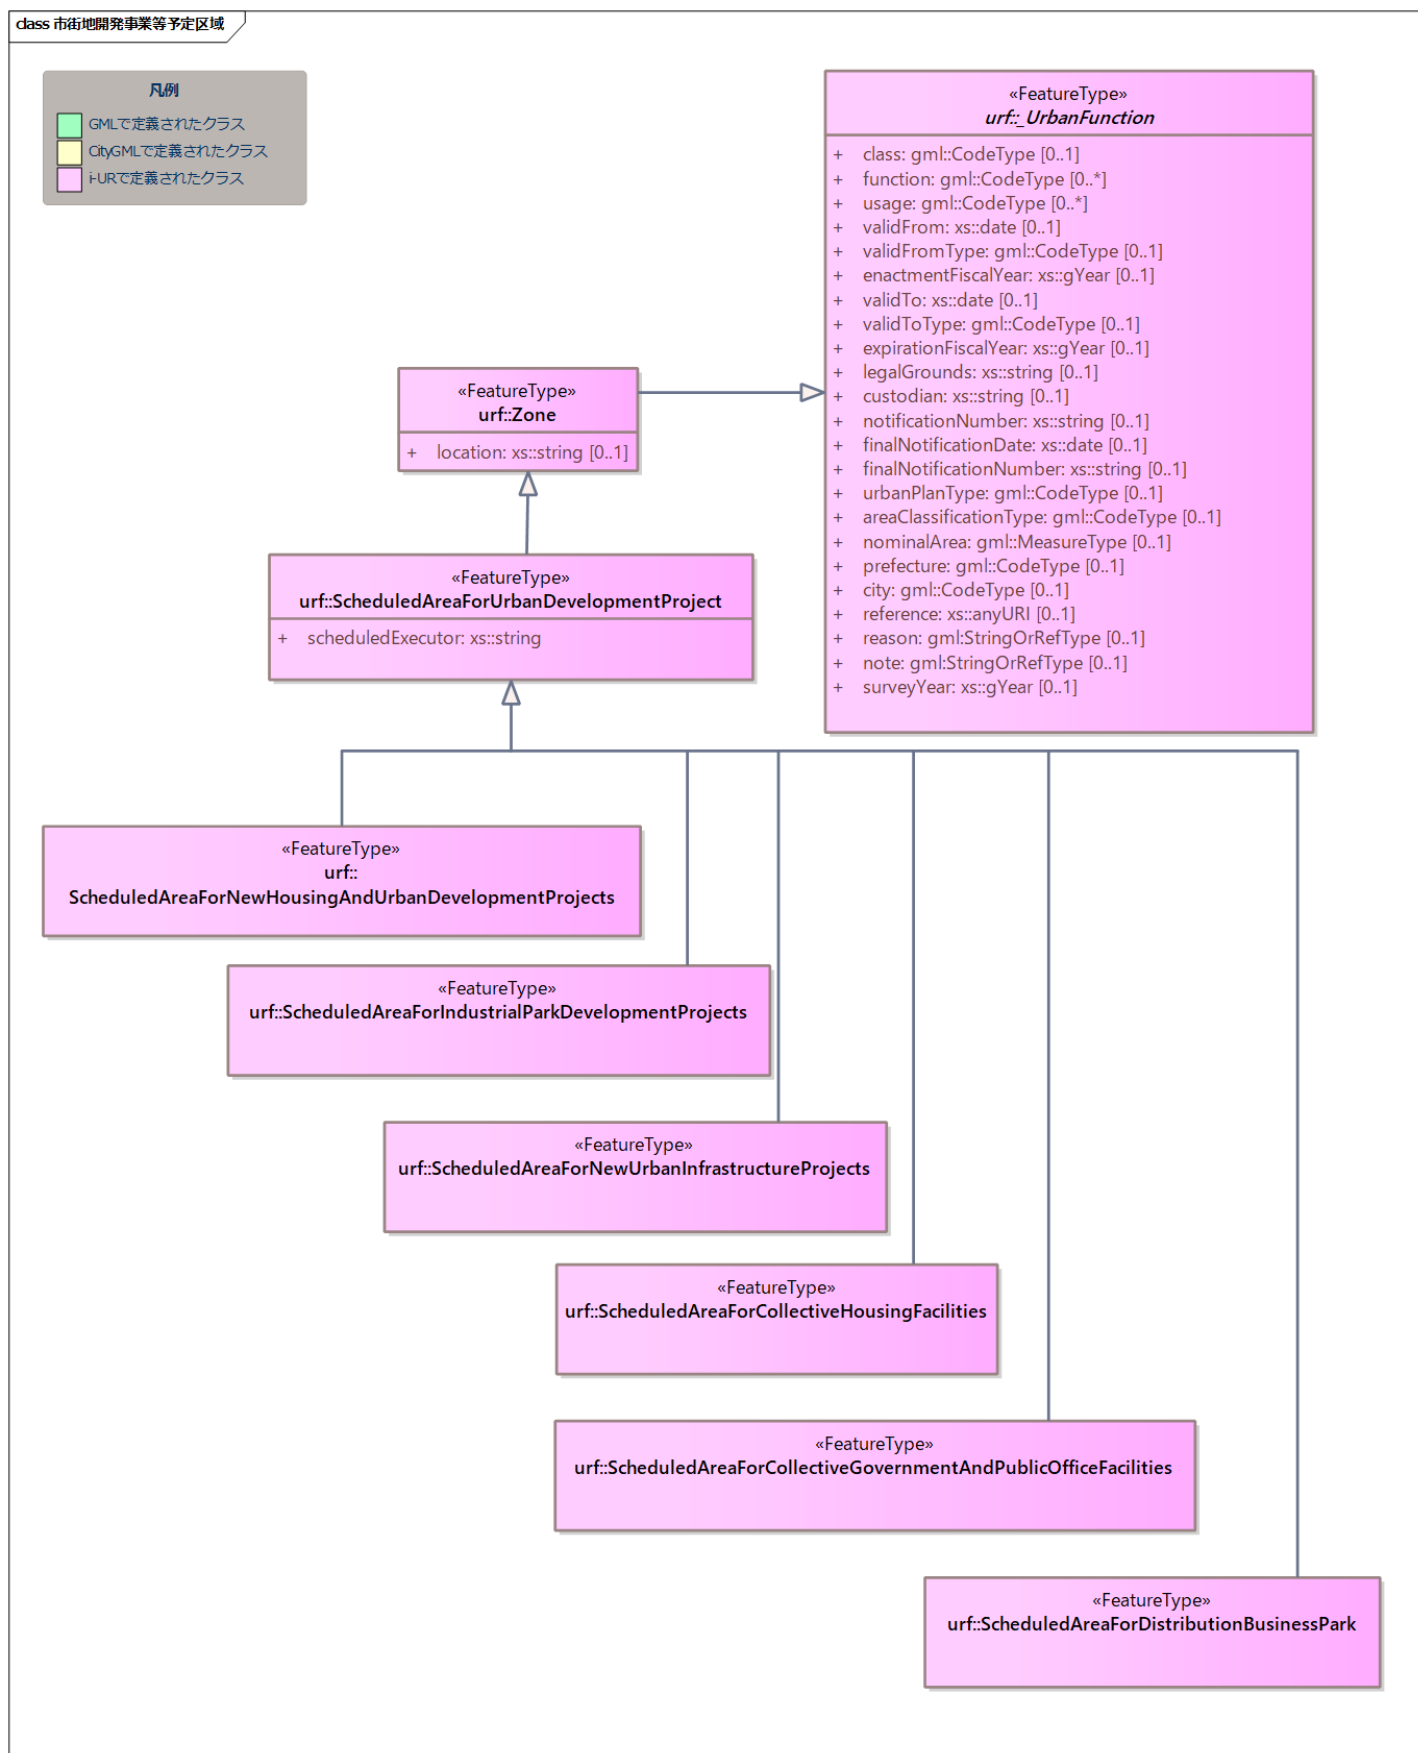 class 市街地開発事業等予定区域
凡例
GMLで定義されたクラス
CityGMLで定義されたクラス
i-URで定義されたクラス
«FeatureType»
urf::_UrbanFunction
+ class: gml::CodeType [0..1]
+ function: gml::CodeType [0..*]
+ usage: gml::CodeType [0..*]
+ validFrom: xs::date [0..1]
+ validFromType: gml::CodeType [0..1]
+ enactmentFiscalYear: xs::gYear [0..1]
+ validTo: xs::date [0..1]
+ validToType: gml::CodeType [0..1]
+ expirationFiscalYear: xs::gYear [0..1]
+ legalGrounds: xs::string [0..1]
+ custodian: xs::string [0..1]
+ notificationNumber: xs::string [0..1]
+ finalNotificationDate: xs::date [0..1]
+ finalNotificationNumber: xs::string [0..1]
+ urbanPlanType: gml::CodeType [0..1]
+ areaClassificationType: gml::CodeType [0..1]
+ nominalArea: gml::MeasureType [0..1]
+ prefecture: gml::CodeType [0..1]
+ city: gml::CodeType [0..1]
+ reference: xs::anyURI [0..1]
+ reason: gml:StringOrRefType [0..1]
+ note: gml:StringOrRefType [0..1]
+ surveyYear: xs::gYear [0..1]
«FeatureType»
urf::Zone
+ location: xs::string [0..1]
«FeatureType»
urf::ScheduledAreaForUrbanDevelopmentProject
+ scheduledExecutor: xs::string
«FeatureType»
urf::
ScheduledAreaForNewHousingAndUrbanDevelopmentProjects
«FeatureType»
urf::ScheduledAreaForIndustrialParkDevelopmentProjects
«FeatureType»
urf::ScheduledAreaForNewUrbanInfrastructureProjects
«FeatureType»
urf::ScheduledAreaForCollectiveHousingFacilities
«FeatureType»
urf::ScheduledAreaForCollectiveGovernmentAndPublicOfficeFacilities
«FeatureType»
urf::ScheduledAreaForDistributionBusinessPark